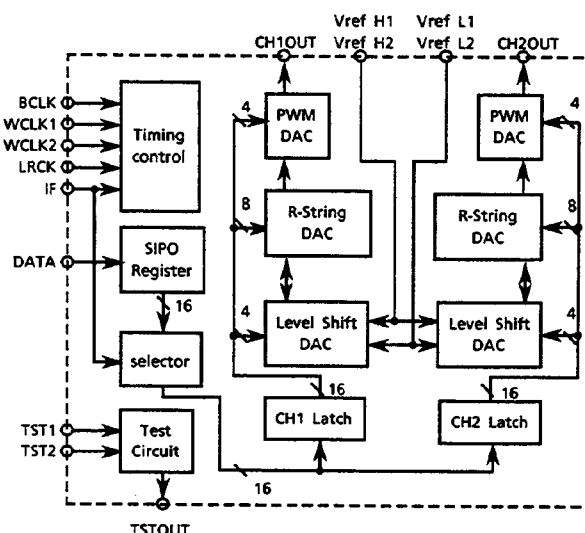 Vref H1 Vref L1
CH1OUT Vref H2 Vref L2 CH2OUT
BCLK
WCLK1
WCLK2
LRCK
IF
Timing
control
4
PWM
DAC
PWM
DAC
4
8
R-String
DAC
R-String
DAC
8
DATA
SIPO
Register
16
selector
4
Level Shift
DAC
Level Shift
DAC
4
16
CH1 Latch
16
CH2 Latch
TST1
TST2
Test
Circuit
16
TSTOUT